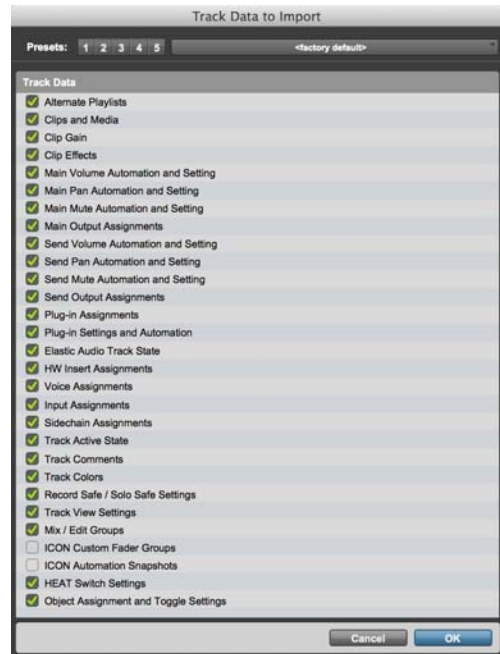 Track Data to Import
Presets: 1 2 3 4 5 <factory default>
Track Data
Alternate Playlists
Clips and Media
Clip Gain
Clip Effects
Main Volume Automation and Setting
Main Pan Automation and Setting
Main Mute Automation and Setting
Main Output Assignments
Send Volume Automation and Setting
Send Pan Automation and Setting
Send Mute Automation and Setting
Send Output Assignments
Plug-in Assignments
Plug-in Settings and Automation
Elastic Audio Track State
HW Insert Assignments
Voice Assignments
Input Assignments
Sidechain Assignments
Track Active State
Track Comments
Track Colors
Record Safe / Solo Safe Settings
Track View Settings
Mix / Edit Groups
ICON Custom Fader Groups
ICON Automation Snapshots
HEAT Switch Settings
Object Assignment and Toggle Settings
Cancel OK